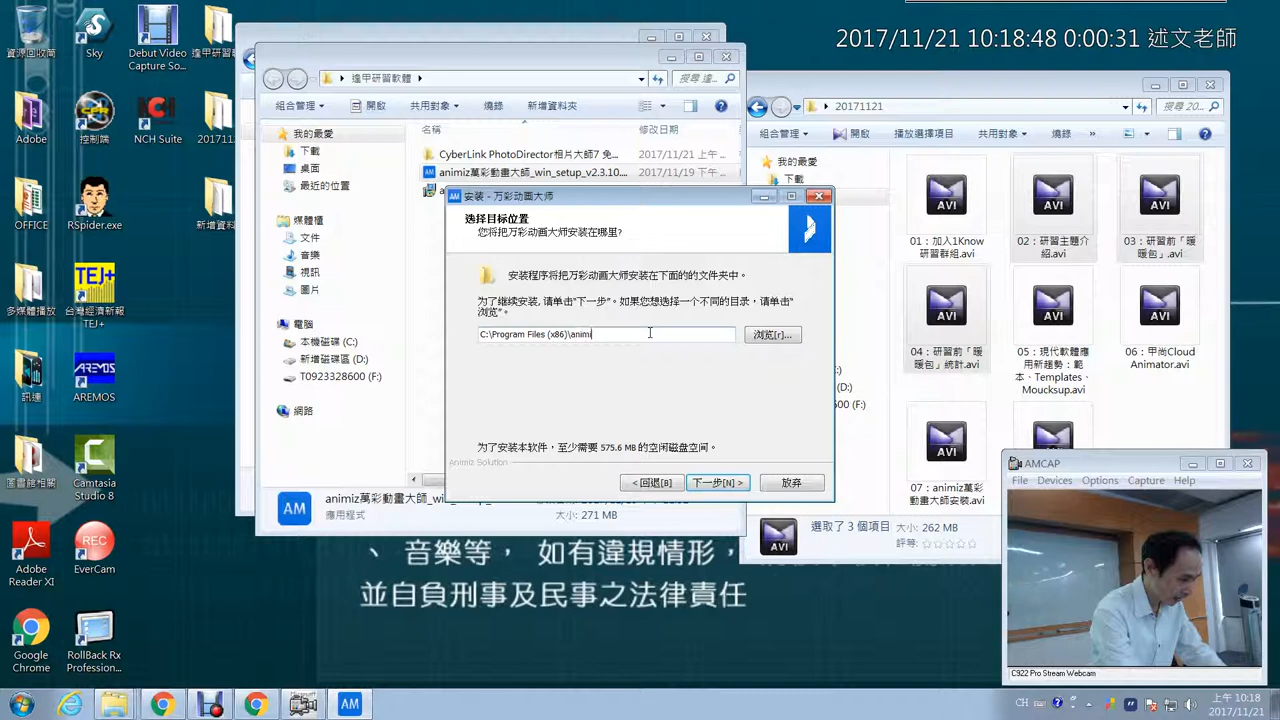 2017/11/21 10:18:48 0:00:31 述文老師
資源回收筒
Sky
Debut Video
Capture So...
逢甲研習軟
Adobe
控制端
NCH Suite
OFFICE
RSpider.exe
新增資料
多媒體播放
台灣經濟新報
TEJ+
訊連
AREMOS
圖書館相關
Camtasia
Studio 8
Adobe
Reader XI
EverCam
Google
Chrome
RollBack Rx
Profession...
逢甲研習軟體
組合管理
開啟
共用對象
燒錄
新增資料夾
名稱
修改日期
我的最愛
下載
桌面
最近的位置
媒體櫃
文件
音樂
視訊
圖片
電腦
本機磁碟 (C:)
新增磁碟區 (D:)
T0923328600 (F:)
網路
CyberLink PhotoDirector相片大師7 免...
2017/11/21 上午 ...
animiz萬彩動畫大師_win_setup_v2.3.10....
2017/11/19 下午 ...
應用程式
大小: 271 MB
安装 - 万彩动画大师
选择目标位置
您将把万彩动画大师安装在哪里?
安装程序将把万彩动画大师安装在下面的的文件夹中。
为了继续安装, 请单击"下一步"。如果您想选择一个不同的目录，请单击"
浏览"。
C:\Program Files (x86)\animi
浏览[r]...
为了安装本软件，至少需要 575.6 MB 的空闲磁盘空间。
Animiz Solution
< 回退[B]
下一步[N] >
放弃
20171121
搜尋 20...
組合管理
開啟
播放選取項目
共用對象
燒錄
»
我的最愛
下載
AVI
AVI
AVI
01：加入1Know
研習群組.avi
02：研習主題介
紹.avi
03：研習前「暖
暖包」.avi
AVI
AVI
AVI
04：研習前「暖
暖包」統計.avi
05：現代軟體應
用新趨勢：範
本、Templates、
Moucksup.avi
06：甲尚Cloud
Animator.avi
AVI
AVI
07：animiz萬彩
動畫大師安裝.avi
AVI
選取了 3 個項目
大小: 262 MB
評等: ☆☆☆☆☆
、 音樂等， 如有違規情形，
並自負刑事及民事之法律責任
AMCAP
File Devices Options Capture Help
C922 Pro Stream Webcam
AM
CH
上午 10:18
2017/11/21